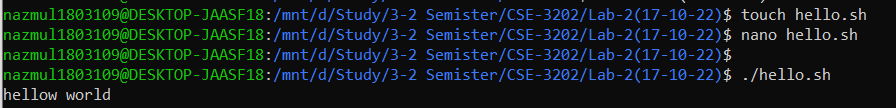 nazmul1803109@DESKTOP-JAASF18:/mnt/d/Study/3-2 Semister/CSE-3202/Lab-2(17-10-22)$ touch hello.sh
nazmul1803109@DESKTOP-JAASF18:/mnt/d/Study/3-2 Semister/CSE-3202/Lab-2(17-10-22)$ nano hello.sh
nazmul1803109@DESKTOP-JAASF18:/mnt/d/Study/3-2 Semister/CSE-3202/Lab-2(17-10-22)$
nazmul1803109@DESKTOP-JAASF18:/mnt/d/Study/3-2 Semister/CSE-3202/Lab-2(17-10-22)$ ./hello.sh
hellow world